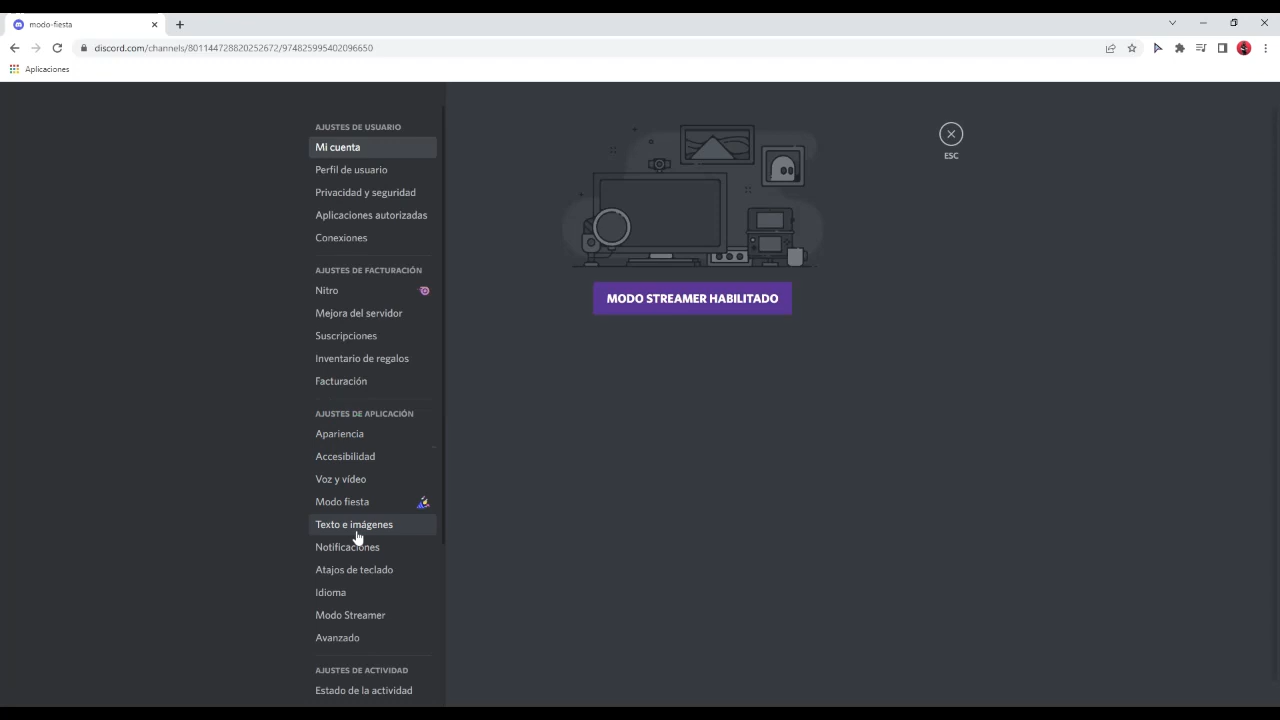 modo-fiesta
discord.com/channels/801144728820252672/974825995402096650
Aplicaciones
AJUSTES DE USUARIO
Mi cuenta
Perfil de usuario
Privacidad y seguridad
Aplicaciones autorizadas
Conexiones
AJUSTES DE FACTURACIÓN
Nitro
Mejora del servidor
Suscripciones
Inventario de regalos
Facturación
AJUSTES DE APLICACIÓN
Apariencia
Accesibilidad
Voz y vídeo
Modo fiesta
Texto e imágenes
Notificaciones
Atajos de teclado
Idioma
Modo Streamer
Avanzado
AJUSTES DE ACTIVIDAD
Estado de la actividad
MODO STREAMER HABILITADO
ESC